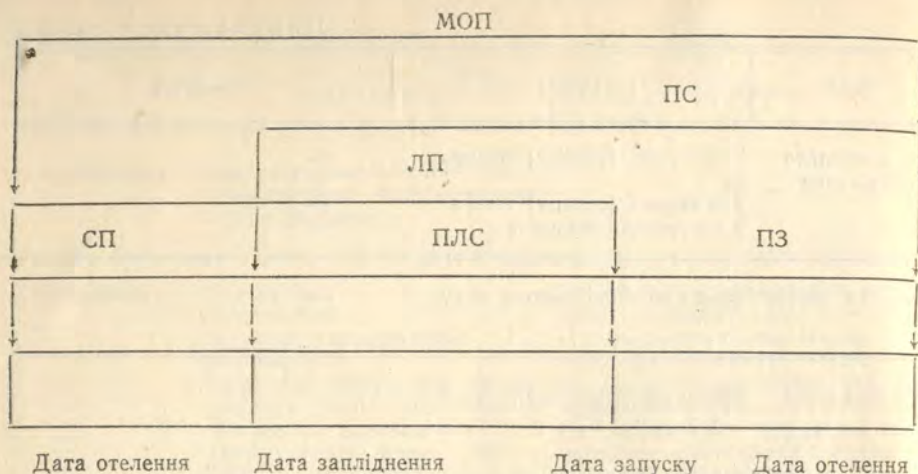 МОП
ПС
ЛП
СП ПЛС ПЗ
Дата отелення Дата запліднення Дата запуску Дата отелення